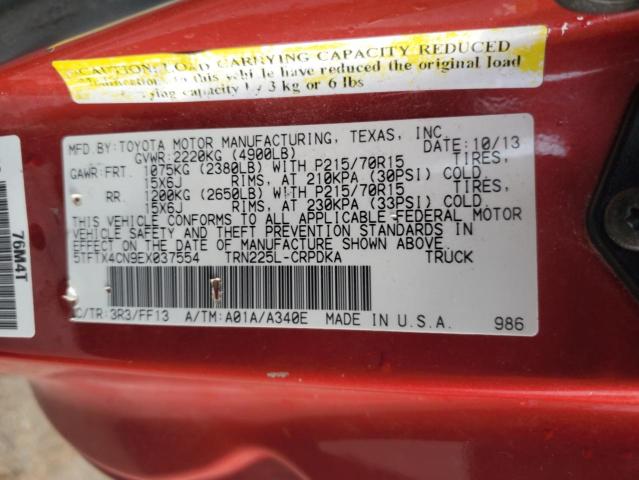 CAUTION: LOAD CARRYING CAPACITY REDUCED
to this vehicle have reduced the original load
carrying capacity by 3 kg or 6 lbs
MFD.BY:TOYOTA MOTOR MANUFACTURING, TEXAS, INC. 10/13
GVWR:2220KG (4900LB)
GAWR:FRT. 1075KG (2380LB) WITH P215/70R15 TIRES,
15X6J RIMS, AT 210KPA (30PSI) COLD
RR. 1200KG (2650LB) WITH P215/70R15 TIRES,
15X6J RIMS, AT 230KPA (33PSI) COLD
THIS VEHICLE CONFORMS TO ALL APPLICABLE FEDERAL MOTOR
VEHICLE SAFETY AND THEFT PREVENTION STANDARDS IN
EFFECT ON THE DATE OF MANUFACTURE SHOWN ABOVE.
5TFTX4CN9EX037554 TRN225L-CRPDKA TRUCK
C/TR:3R3/FF13 A/TM:A01A/A340E MADE IN U.S.A. 986
76M4T